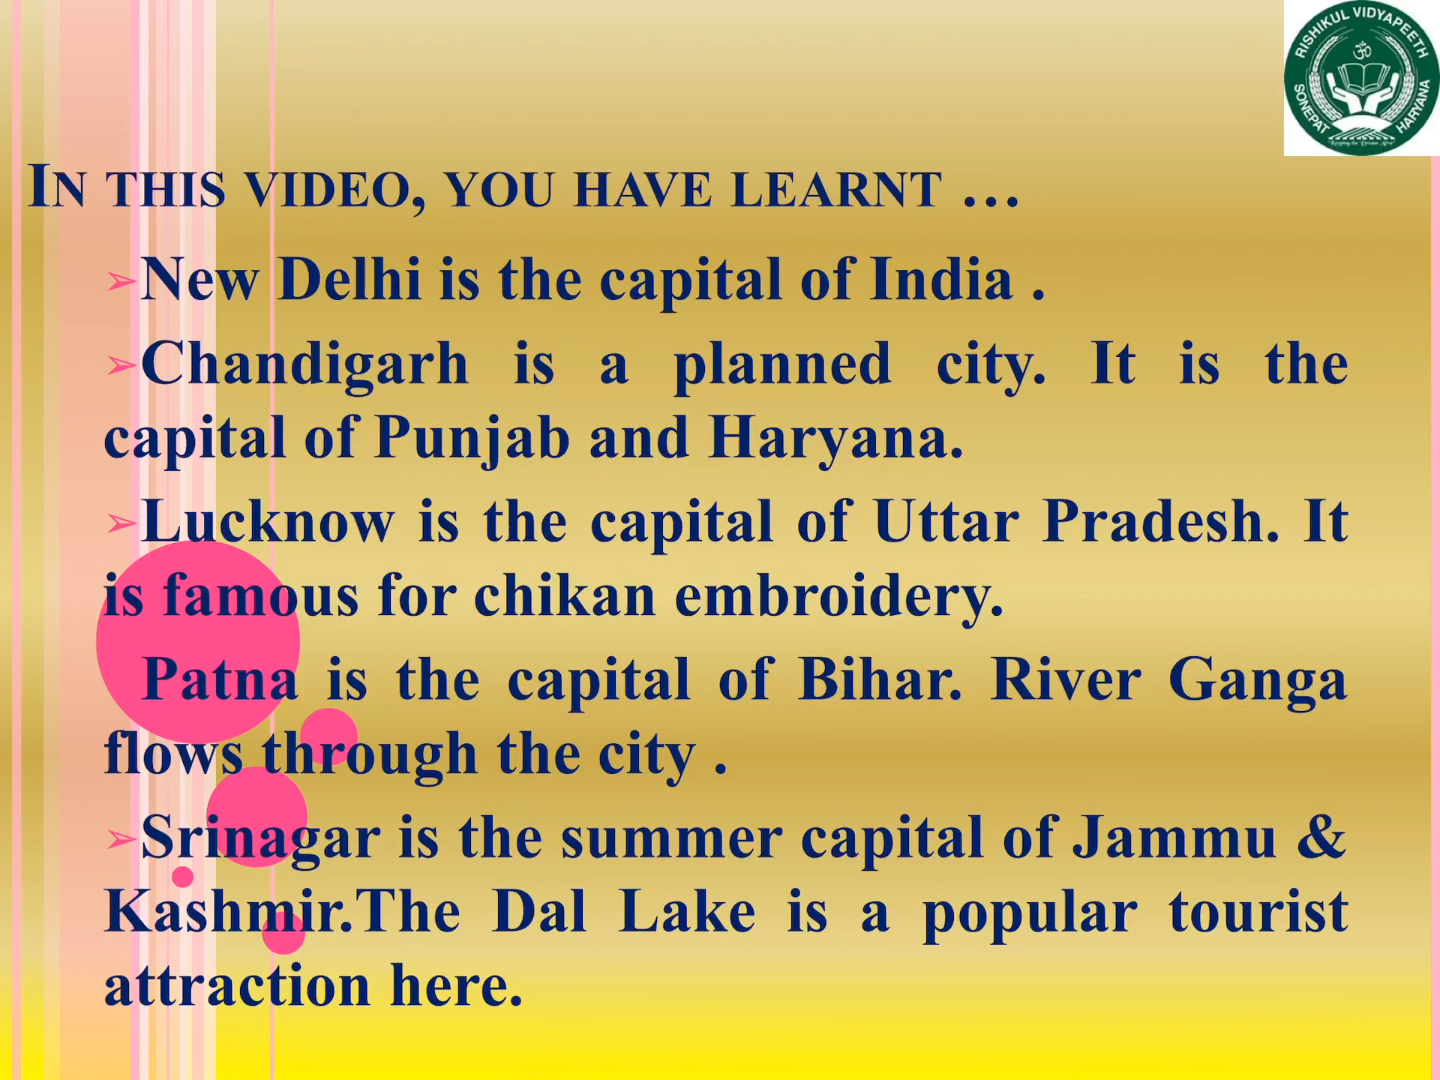 RISHIKUL VIDYAPEETH
SONEPAT HARYANA
IN THIS VIDEO, YOU HAVE LEARNT …
➢New Delhi is the capital of India .
➢Chandigarh is a planned city. It is the
capital of Punjab and Haryana.
➢Lucknow is the capital of Uttar Pradesh. It
is famous for chikan embroidery.
Patna is the capital of Bihar. River Ganga
flows through the city .
➢Srinagar is the summer capital of Jammu &
Kashmir.The Dal Lake is a popular tourist
attraction here.